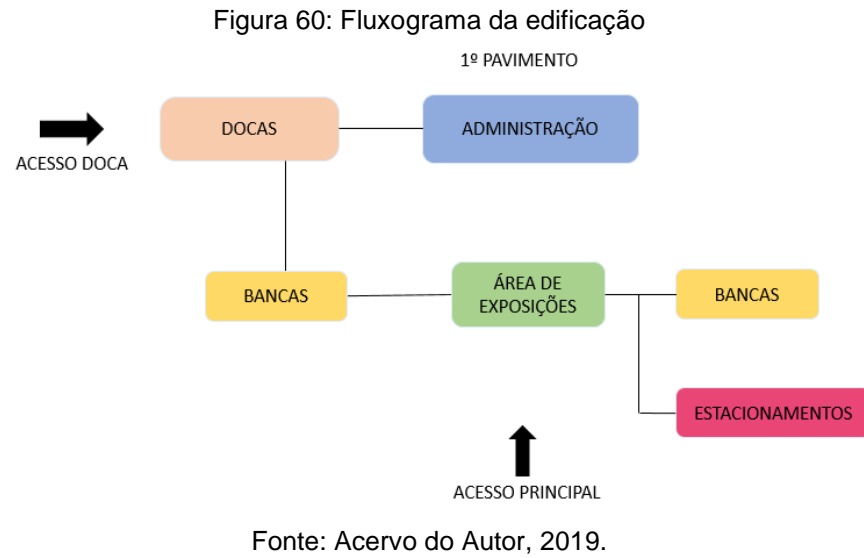 Figura 60: Fluxograma da edificação
1º PAVIMENTO
DOCAS
ADMINISTRAÇÃO
ACESSO DOCA
BANCAS
ÁREA DE
EXPOSIÇÕES
BANCAS
ESTACIONAMENTOS
ACESSO PRINCIPAL
Fonte: Acervo do Autor, 2019.